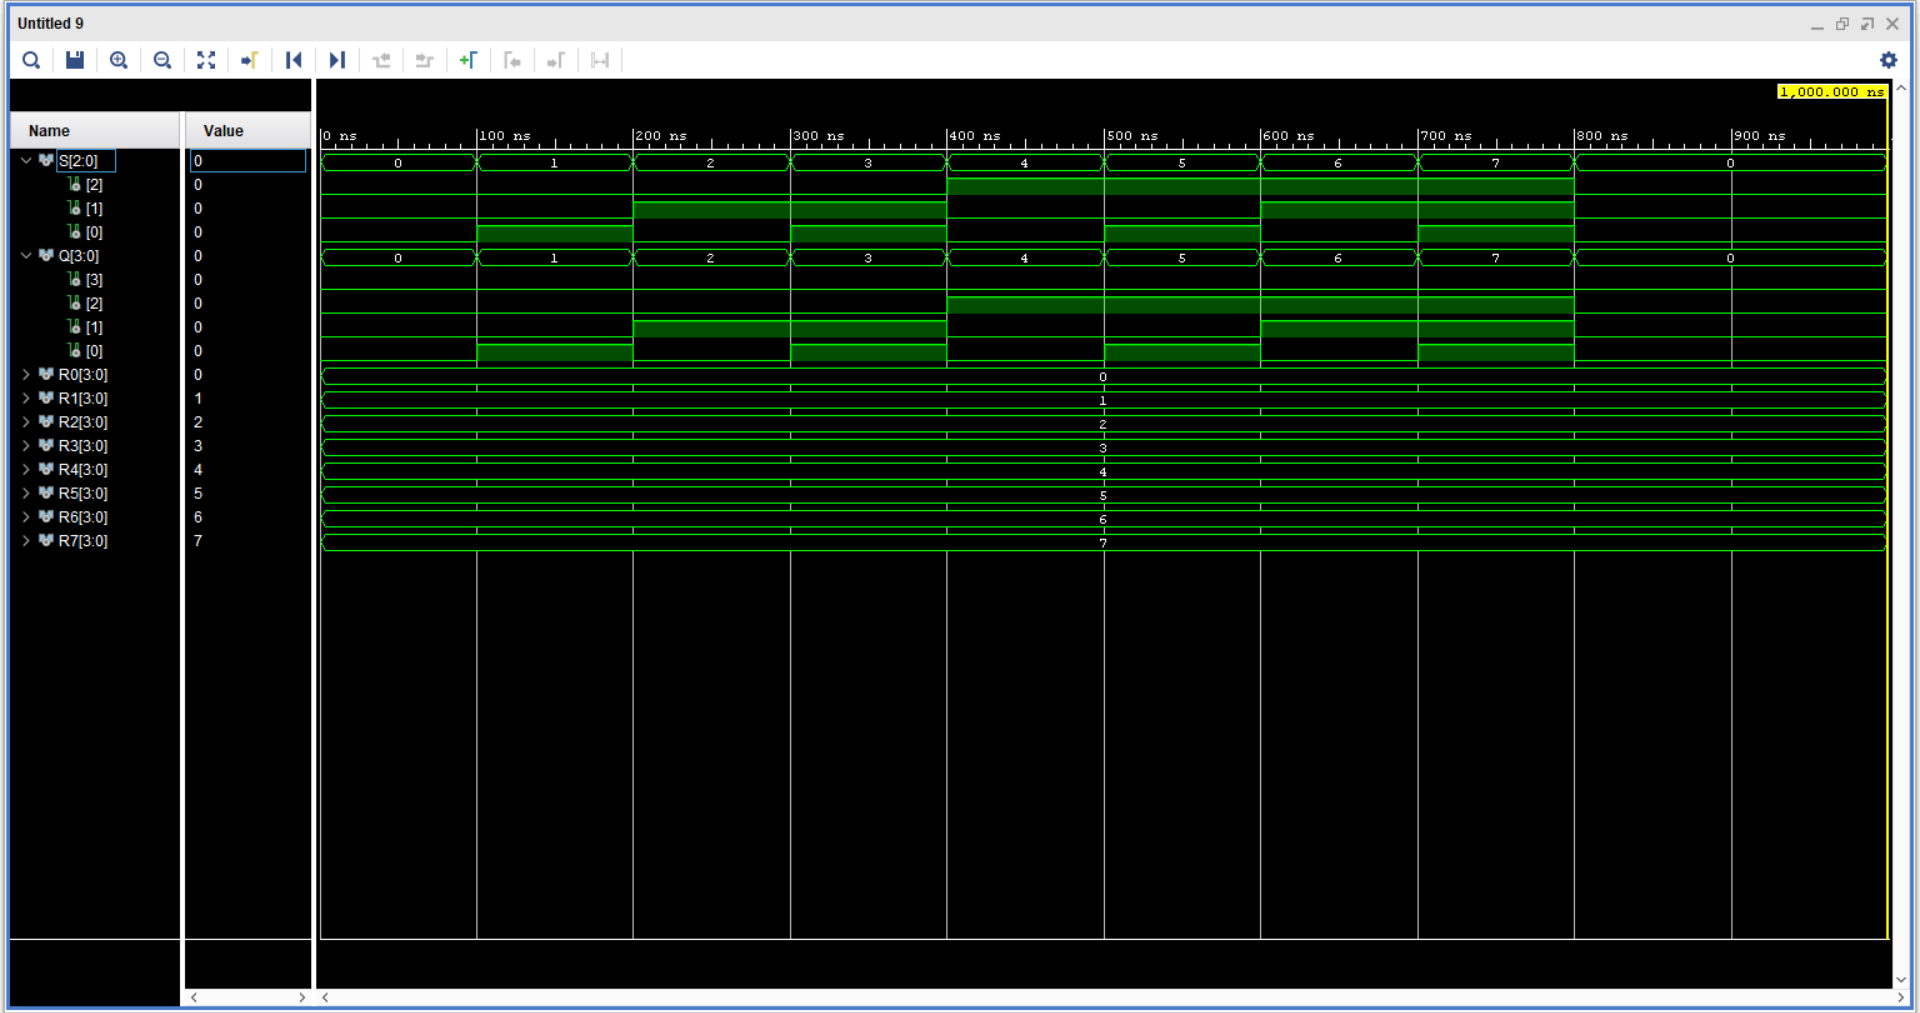 Untitled 9
1,000.000 ns
Name Value
0 ns 100 ns 200 ns 300 ns 400 ns 500 ns 600 ns 700 ns 800 ns 900 ns
S[2:0] 0 0 1 2 3 4 5 6 7 0
[2] 0
[1] 0
[0] 0
Q[3:0] 0 0 1 2 3 4 5 6 7 0
[3] 0
[2] 0
[1] 0
[0] 0
R0[3:0] 0 0
R1[3:0] 1 1
R2[3:0] 2 2
R3[3:0] 3 3
R4[3:0] 4 4
R5[3:0] 5 5
R6[3:0] 6 6
R7[3:0] 7 7